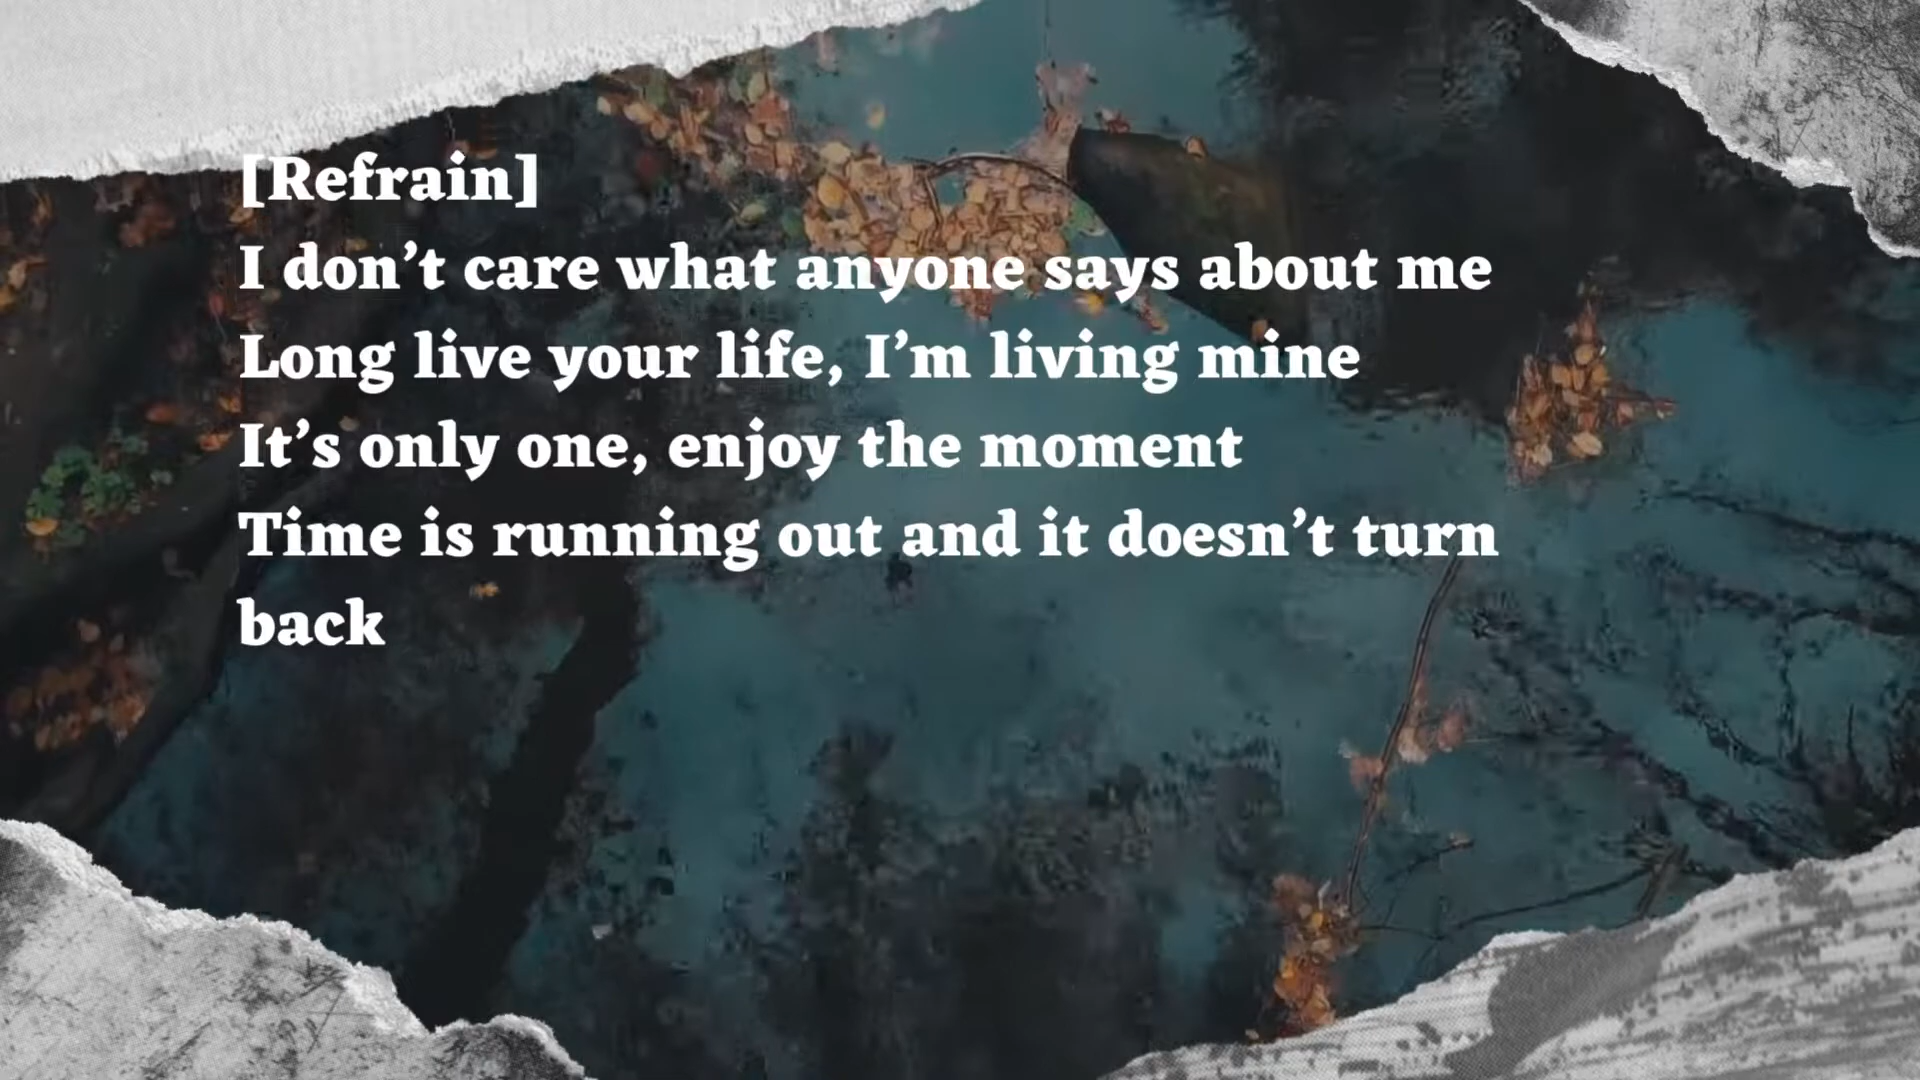 [Refrain]
I don’t care what anyone says about me
Long live your life, I’m living mine
It’s only one, enjoy the moment
Time is running out and it doesn’t turn
back